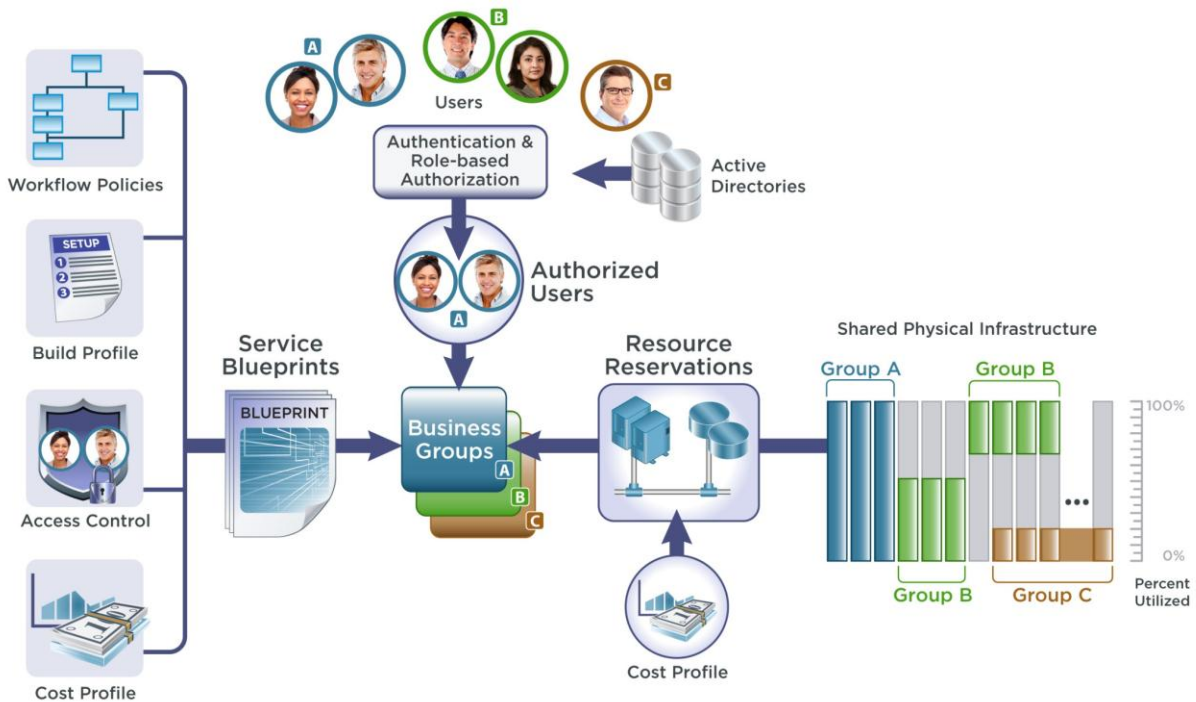 A
B
C
Users
Authentication &
Role-based
Authorization
Active
Directories
Workflow Policies
SETUP
1
2
3
Build Profile
Authorized
Users
A
Service
Blueprints
BLUEPRINT
Business
Groups
A
B
C
Resource
Reservations
Shared Physical Infrastructure
Group A
Group B
100%
0%
Group B
Group C
Percent
Utilized
Access Control
Cost Profile
Cost Profile